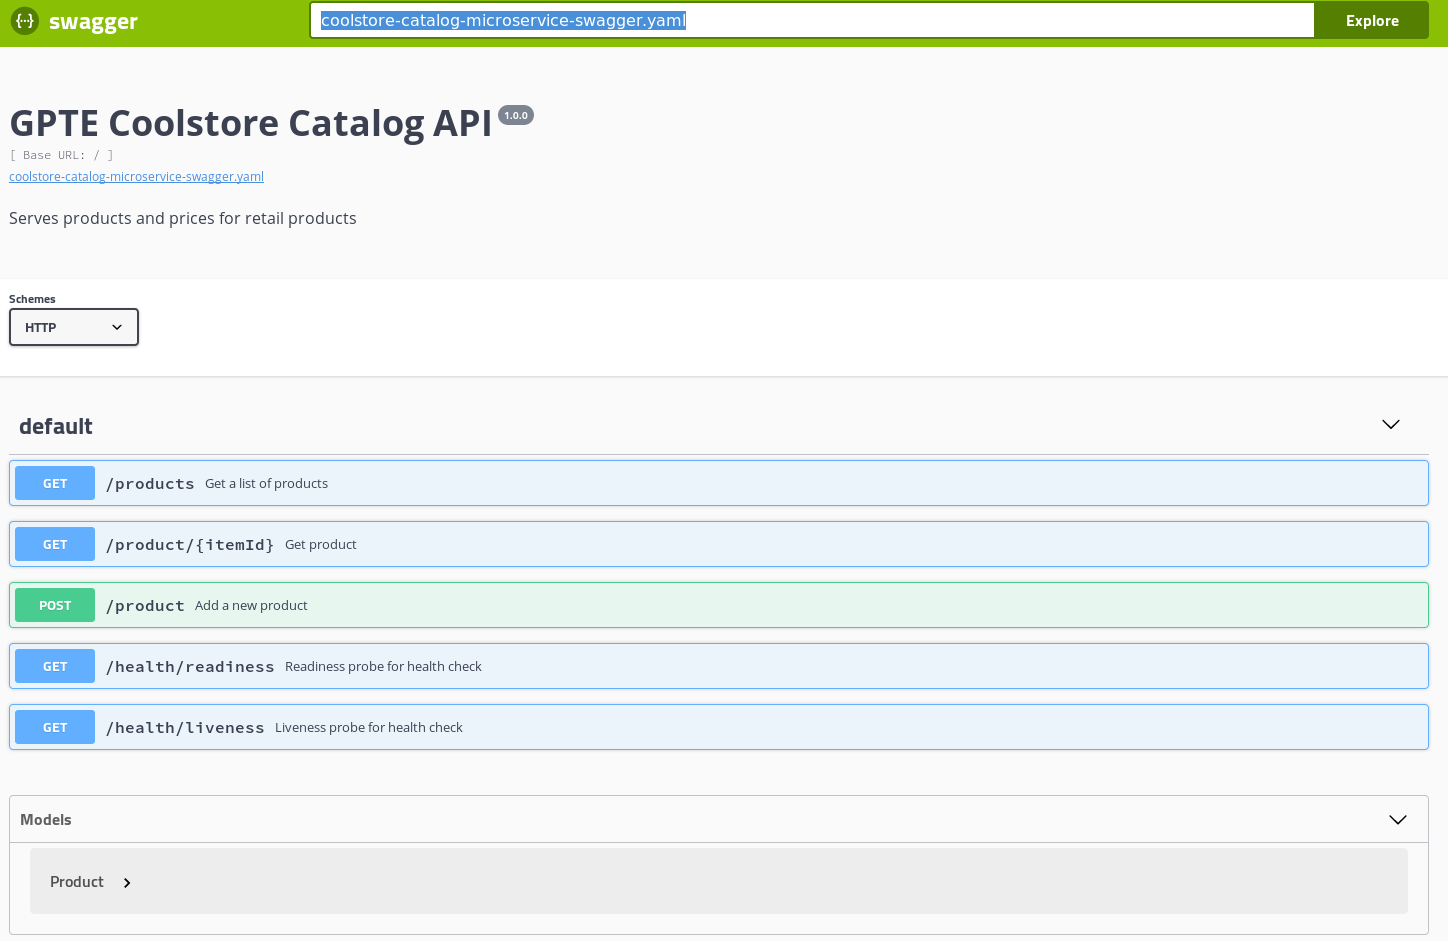 swagger
coolstore-catalog-microservice-swagger.yaml
Explore
GPTE Coolstore Catalog API 1.0.0
[ Base URL: / ]
coolstore-catalog-microservice-swagger.yaml
Serves products and prices for retail products
Schemes
HTTP
default
GET /products Get a list of products
GET /product/{itemId} Get product
POST /product Add a new product
GET /health/readiness Readiness probe for health check
GET /health/liveness Liveness probe for health check
Models
Product